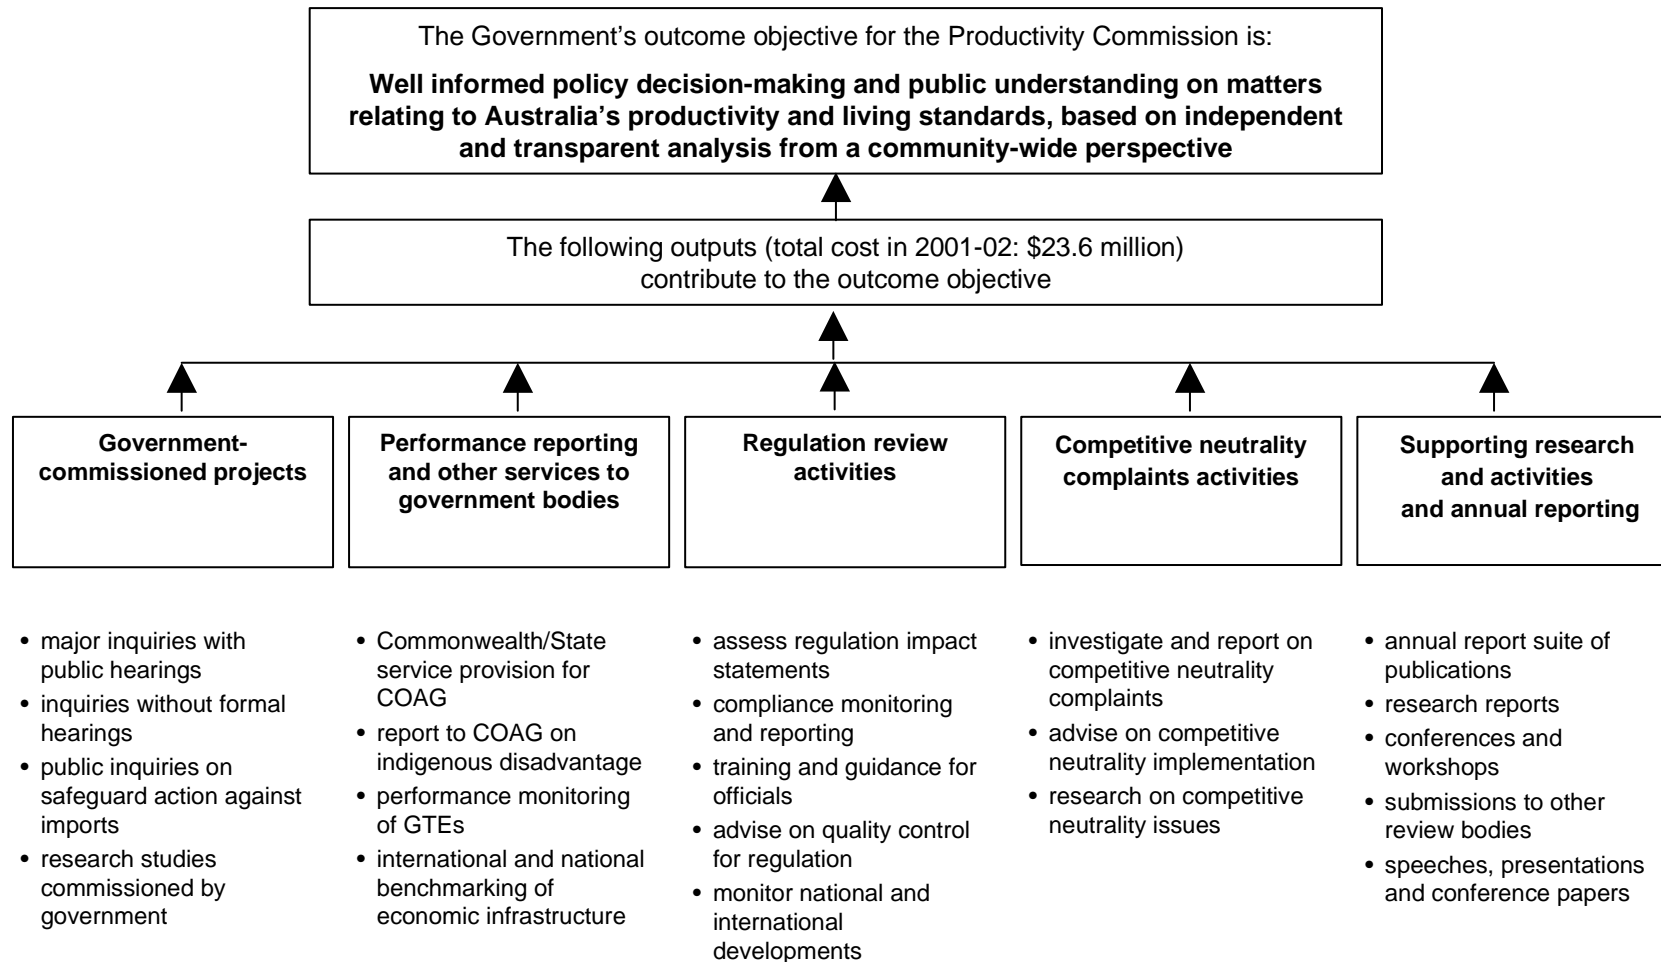 The Government’s outcome objective for the Productivity Commission is:
Well informed policy decision-making and public understanding on matters
relating to Australia’s productivity and living standards, based on independent
and transparent analysis from a community-wide perspective
The following outputs (total cost in 2001-02: $23.6 million)
contribute to the outcome objective
Government-
commissioned projects
Performance reporting
and other services to
government bodies
Regulation review
activities
Competitive neutrality
complaints activities
Supporting research
and activities
and annual reporting
• major inquiries with
public hearings
• inquiries without formal
hearings
• public inquiries on
safeguard action against
imports
• research studies
commissioned by
government
• Commonwealth/State
service provision for
COAG
• report to COAG on
indigenous disadvantage
• performance monitoring
of GTEs
• international and national
benchmarking of
economic infrastructure
• assess regulation impact
statements
• compliance monitoring
and reporting
• training and guidance for
officials
• advise on quality control
for regulation
• monitor national and
international
developments
• investigate and report on
competitive neutrality
complaints
• advise on competitive
neutrality implementation
• research on competitive
neutrality issues
• annual report suite of
publications
• research reports
• conferences and
workshops
• submissions to other
review bodies
• speeches, presentations
and conference papers